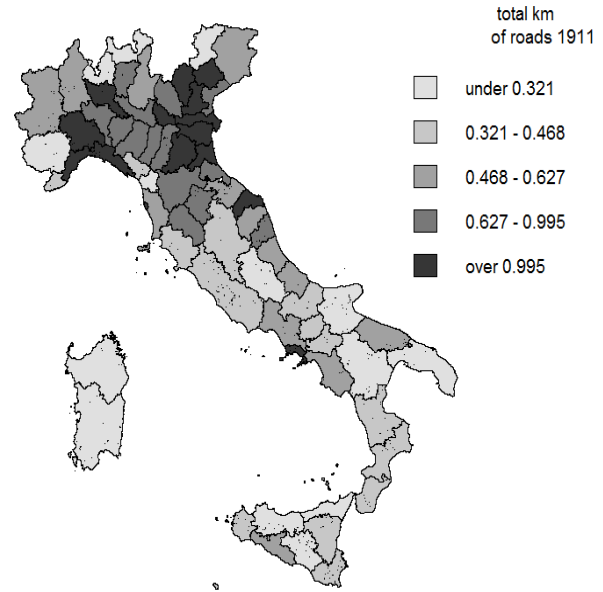 total km
of roads 1911
under 0.321
0.321 - 0.468
0.468 - 0.627
0.627 - 0.995
over 0.995